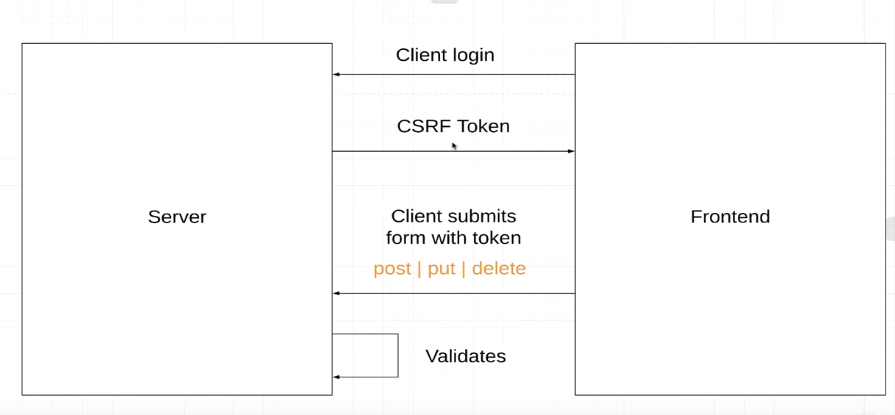 Client login
CSRF Token
Server
Client submits
form with token
Frontend
post | put | delete
Validates